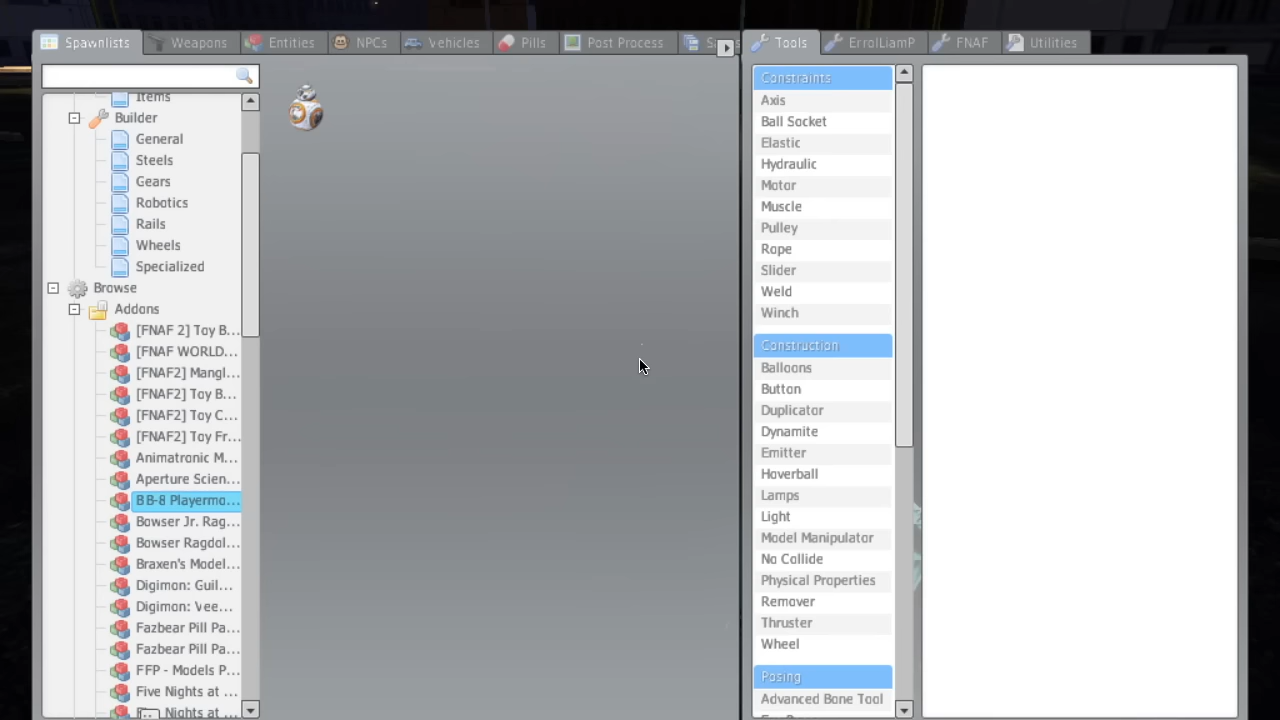 Spawnlists Weapons Entities NPCs Vehicles Pills Post Process
Tools ErrolLiamP FNAF Utilities
Items
Builder
General
Steels
Gears
Robotics
Rails
Wheels
Specialized
Browse
Addons
[FNAF 2] Toy B...
[FNAF WORLD...
[FNAF2] Mangl...
[FNAF2] Toy B...
[FNAF2] Toy C...
[FNAF2] Toy Fr...
Animatronic M...
Aperture Scien...
BB-8 Playermo...
Bowser Jr. Rag...
Bowser Ragdol...
Braxen's Model...
Digimon: Guil...
Digimon: Vee...
Fazbear Pill Pa...
Fazbear Pill Pa...
FFP - Models P...
Five Nights at ...
Nights at ...
Constraints
Axis
Ball Socket
Elastic
Hydraulic
Motor
Muscle
Pulley
Rope
Slider
Weld
Winch
Construction
Balloons
Button
Duplicator
Dynamite
Emitter
Hoverball
Lamps
Light
Model Manipulator
No Collide
Physical Properties
Remover
Thruster
Wheel
Posing
Advanced Bone Tool